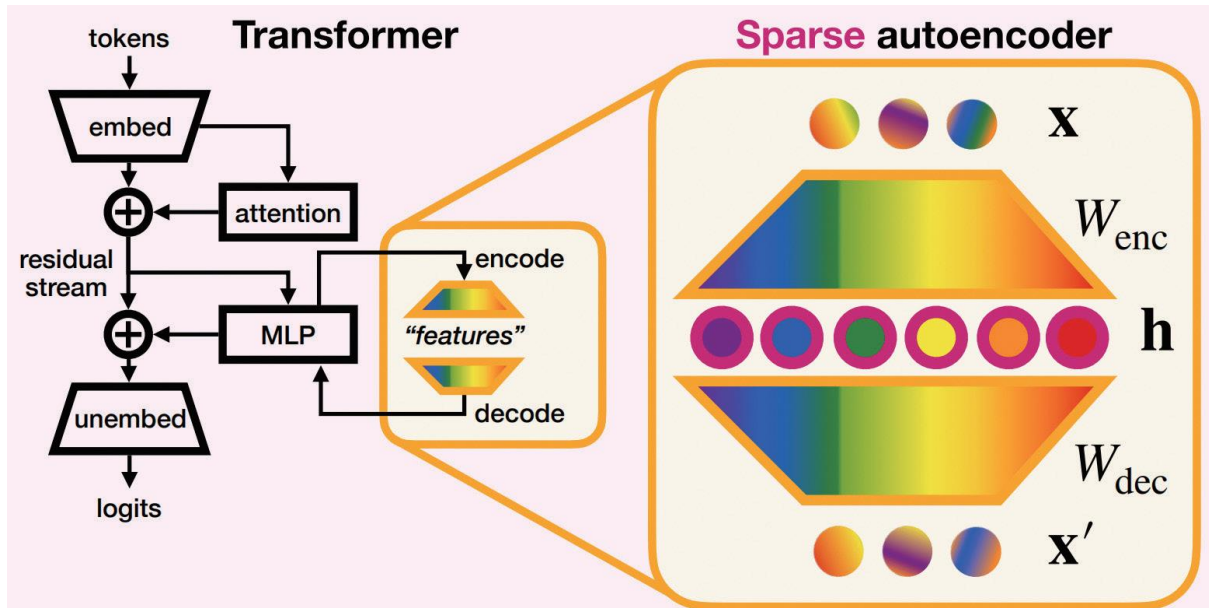 Transformer
tokens
embed
attention
residual
stream
MLP
unembed
logits
encode
“features”
decode
Sparse autoencoder
x
W_enc
h
W_dec
x′